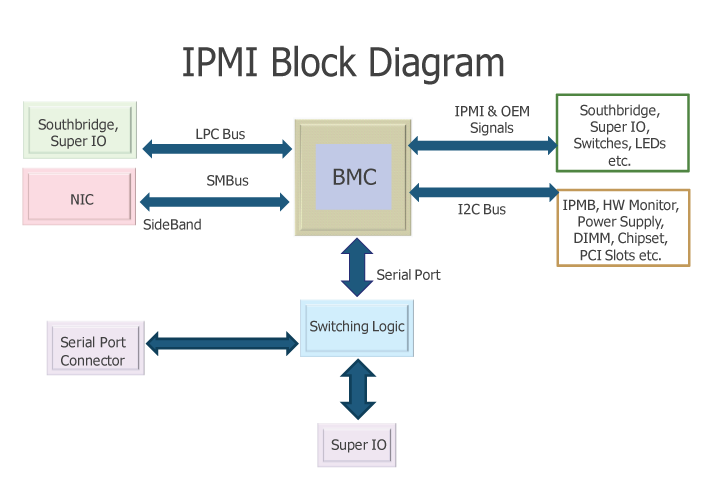 IPMI Block Diagram
Southbridge,
Super IO
LPC Bus
IPMI & OEM
Signals
Southbridge,
Super IO,
Switches, LEDs
etc.
NIC
SMBus
SideBand
BMC
I2C Bus
IPMB, HW Monitor,
Power Supply,
DIMM, Chipset,
PCI Slots etc.
Serial Port
Switching Logic
Serial Port
Connector
Super IO